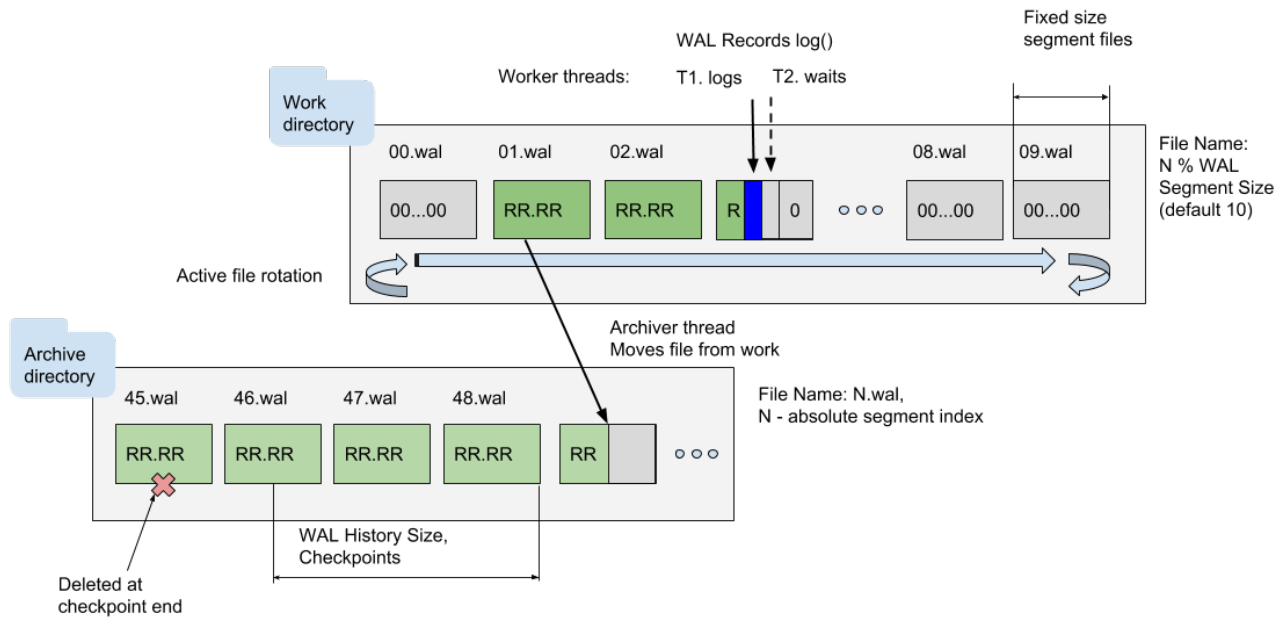 Fixed size
segment files
WAL Records log()
Worker threads:
T1. logs
T2. waits
Work
directory
00.wal
01.wal
02.wal
08.wal
09.wal
File Name:
N % WAL
Segment Size
(default 10)
00...00
RR.RR
RR.RR
R
0
00...00
00...00
Active file rotation
Archiver thread
Moves file from work
Archive
directory
45.wal
46.wal
47.wal
48.wal
File Name: N.wal,
N - absolute segment index
RR.RR
RR.RR
RR.RR
RR.RR
RR
WAL History Size,
Checkpoints
Deleted at
checkpoint end